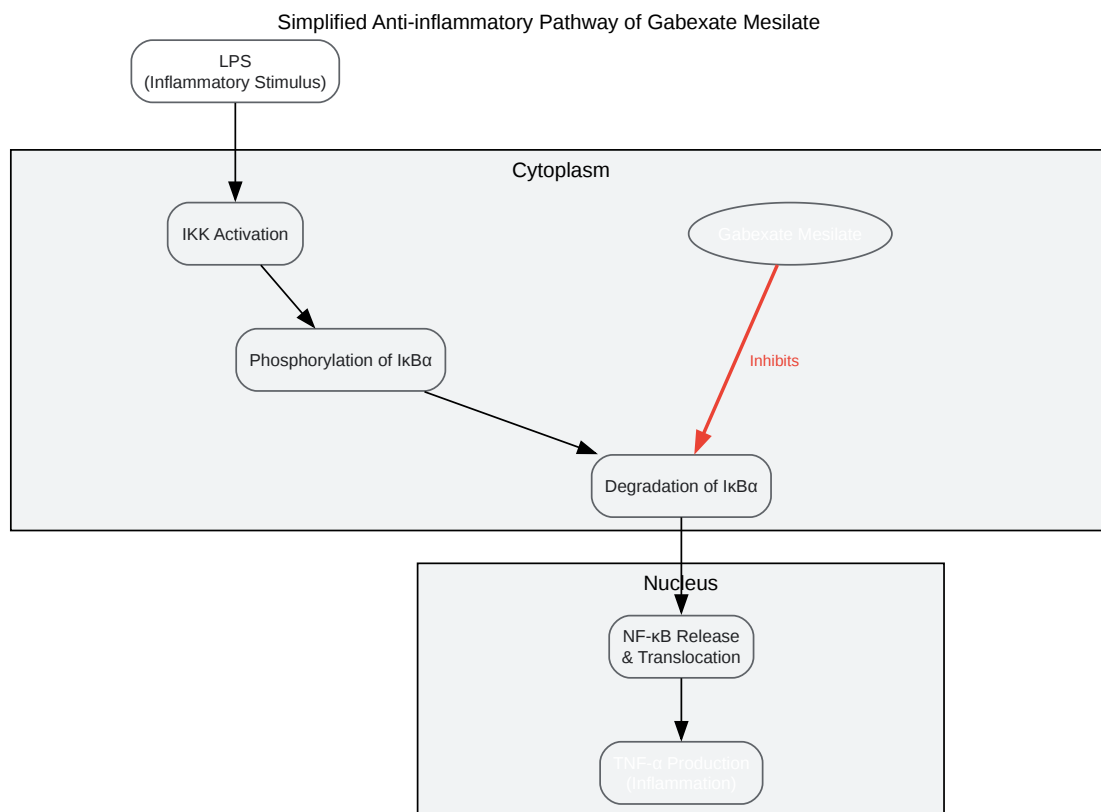 Simplified Anti-inflammatory Pathway of Gabexate Mesilate
LPS
(Inflammatory Stimulus)
Cytoplasm
IKK Activation
Gabexate Mesilate
Phosphorylation of IκBα
Inhibits
Degradation of IκBα
Nucleus
NF-κB Release
& Translocation
TNF-α Production
(Inflammation)